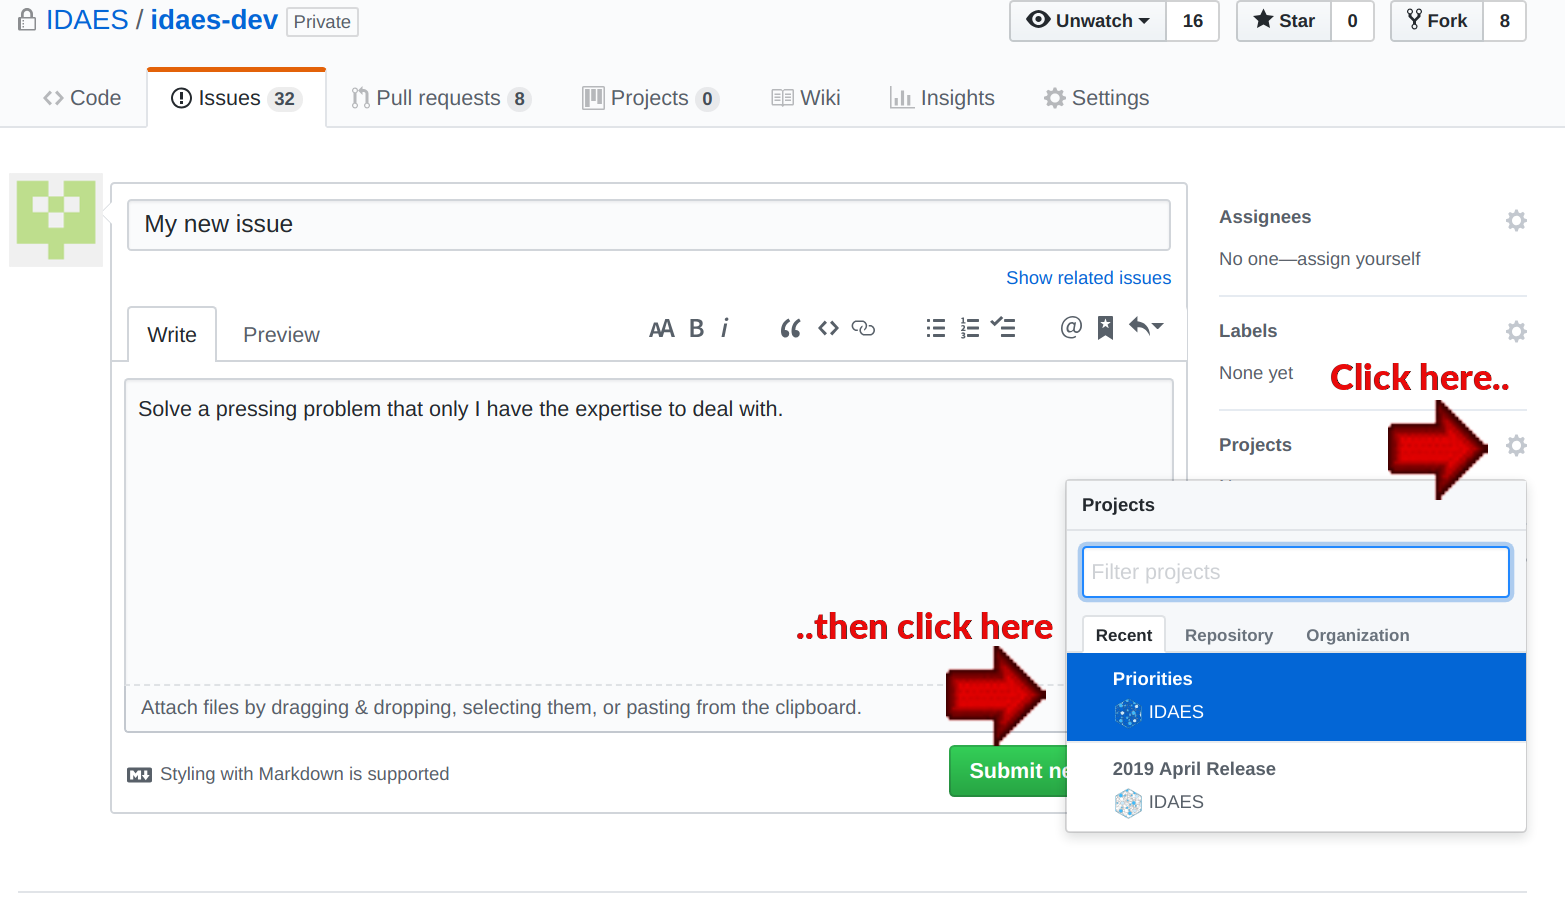 IDAES / idaes-dev Private
Unwatch 16 Star 0 Fork 8
Code Issues 32 Pull requests 8 Projects 0 Wiki Insights Settings
My new issue
Show related issues
Write Preview
AA B i
Solve a pressing problem that only I have the expertise to deal with.
Attach files by dragging & dropping, selecting them, or pasting from the clipboard.
Styling with Markdown is supported
Submit
Assignees
No one—assign yourself
Labels
None yet
Click here..
Projects
Projects
Filter projects
..then click here
Recent Repository Organization
Priorities
IDAES
2019 April Release
IDAES